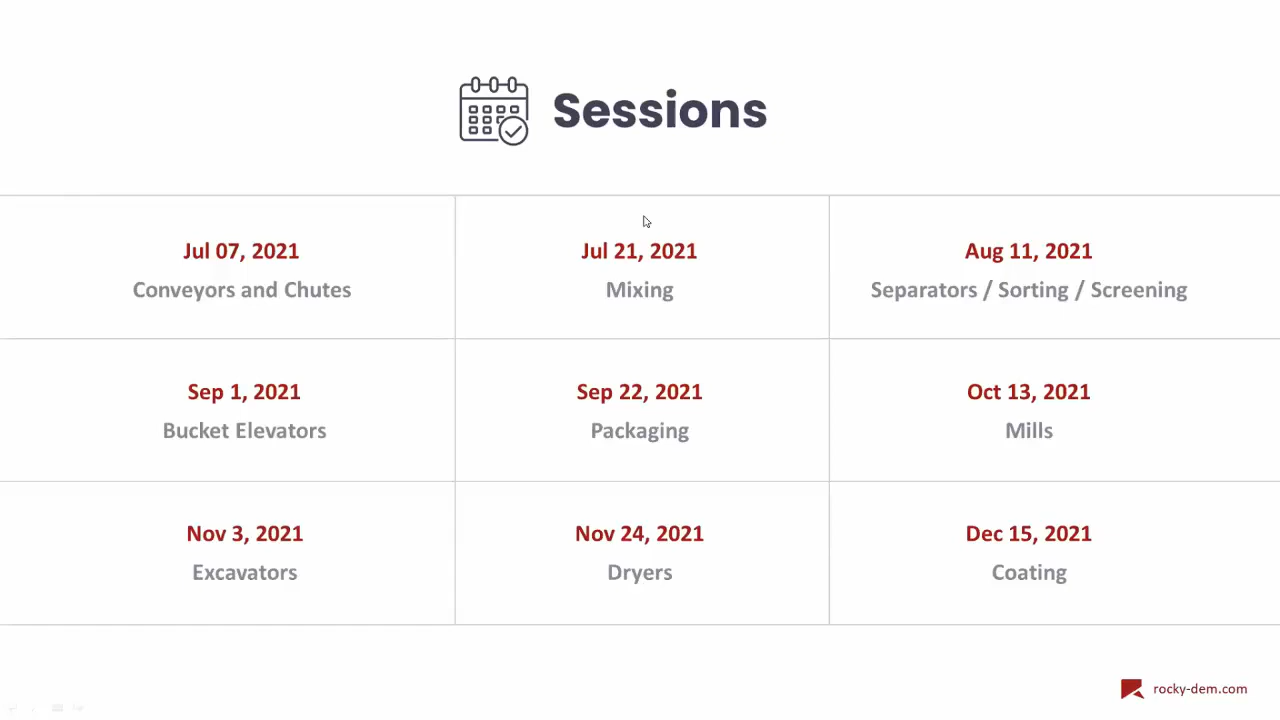 Sessions
Jul 07, 2021
Conveyors and Chutes
Jul 21, 2021
Mixing
Aug 11, 2021
Separators / Sorting / Screening
Sep 1, 2021
Bucket Elevators
Sep 22, 2021
Packaging
Oct 13, 2021
Mills
Nov 3, 2021
Excavators
Nov 24, 2021
Dryers
Dec 15, 2021
Coating
rocky-dem.com